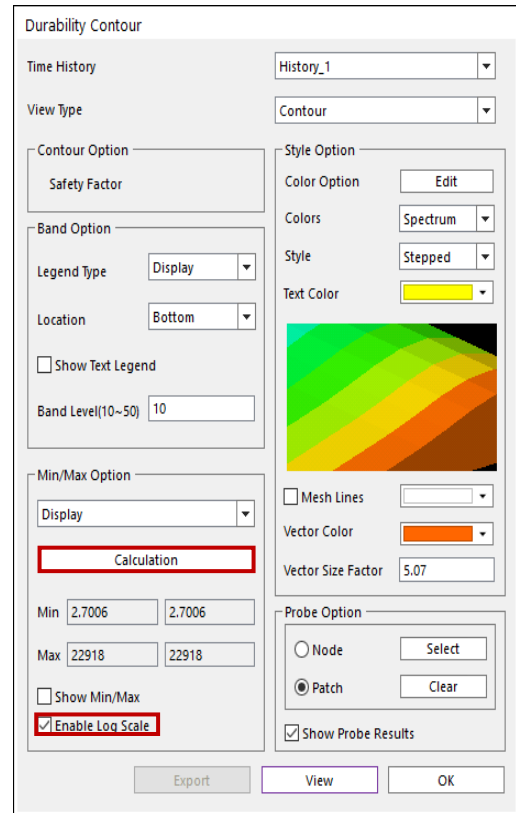 Durability Contour
Time History
History_1
View Type
Contour
Contour Option
Safety Factor
Band Option
Legend Type
Display
Location
Bottom
Show Text Legend
Band Level(10~50)
10
Min/Max Option
Display
Calculation
Min
2.7006
2.7006
Max
22918
22918
Show Min/Max
Enable Log Scale
Style Option
Color Option
Edit
Colors
Spectrum
Style
Stepped
Text Color
Mesh Lines
Vector Color
Vector Size Factor
5.07
Probe Option
Node
Select
Patch
Clear
Show Probe Results
Export
View
OK